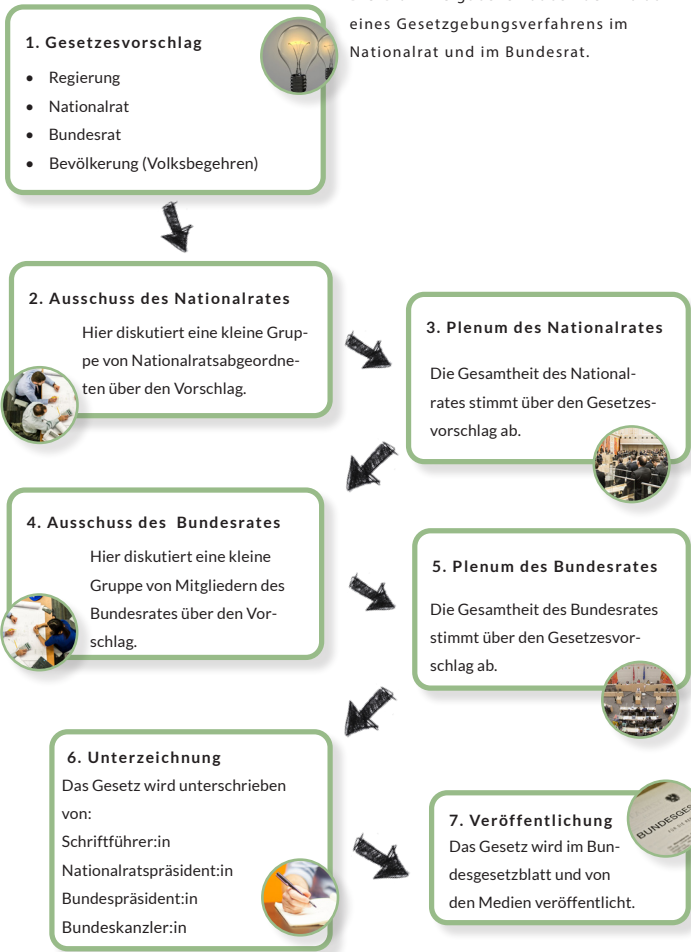 eines Gesetzgebungsverfahrens im
Nationalrat und im Bundesrat.
1. Gesetzesvorschlag
• Regierung
• Nationalrat
• Bundesrat
• Bevölkerung (Volksbegehren)
2. Ausschuss des Nationalrates
Hier diskutiert eine kleine Grup-
pe von Nationalratsabgeordne-
ten über den Vorschlag.
3. Plenum des Nationalrates
Die Gesamtheit des National-
rates stimmt über den Gesetzes-
vorschlag ab.
4. Ausschuss des Bundesrates
Hier diskutiert eine kleine
Gruppe von Mitgliedern des
Bundesrates über den Vor-
schlag.
5. Plenum des Bundesrates
Die Gesamtheit des Bundesrates
stimmt über den Gesetzesvor-
schlag ab.
6. Unterzeichnung
Das Gesetz wird unterschrieben
von:
Schriftführer:in
Nationalratspräsident:in
Bundespräsident:in
Bundeskanzler:in
7. Veröffentlichung
Das Gesetz wird im Bun-
desgesetzblatt und von
den Medien veröffentlicht.
BUNDESGES